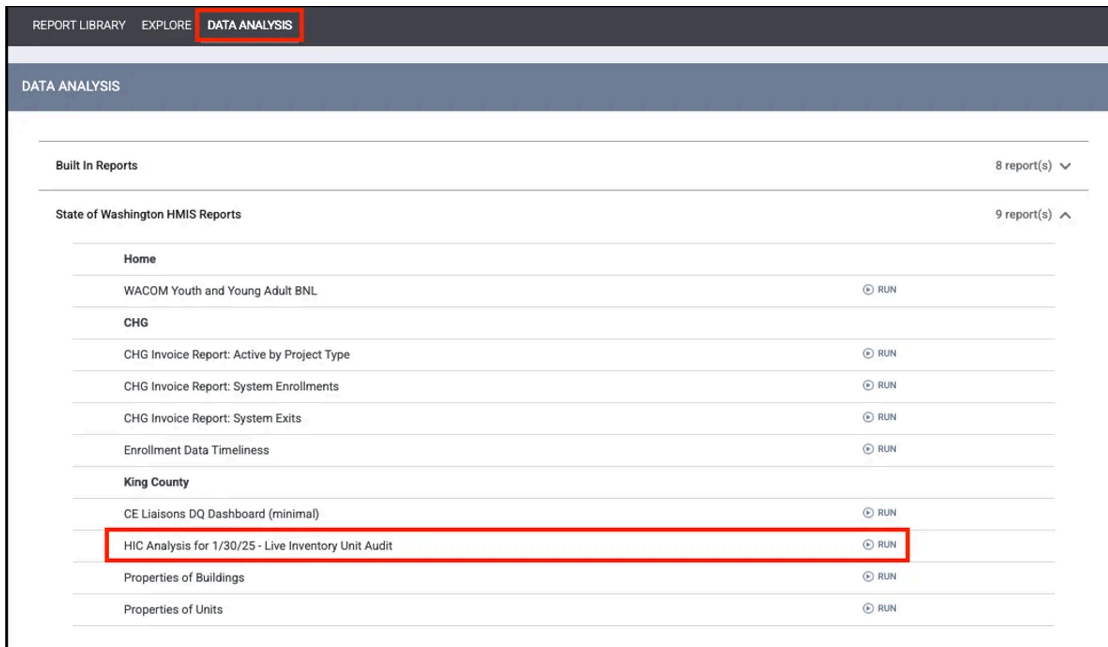 REPORT LIBRARY EXPLORE DATA ANALYSIS
DATA ANALYSIS
Built In Reports 8 report(s)
State of Washington HMIS Reports 9 report(s)
Home
WACOM Youth and Young Adult BNL RUN
CHG
CHG Invoice Report: Active by Project Type RUN
CHG Invoice Report: System Enrollments RUN
CHG Invoice Report: System Exits RUN
Enrollment Data Timeliness RUN
King County
CE Liaisons DQ Dashboard (minimal) RUN
HIC Analysis for 1/30/25 - Live Inventory Unit Audit RUN
Properties of Buildings RUN
Properties of Units RUN